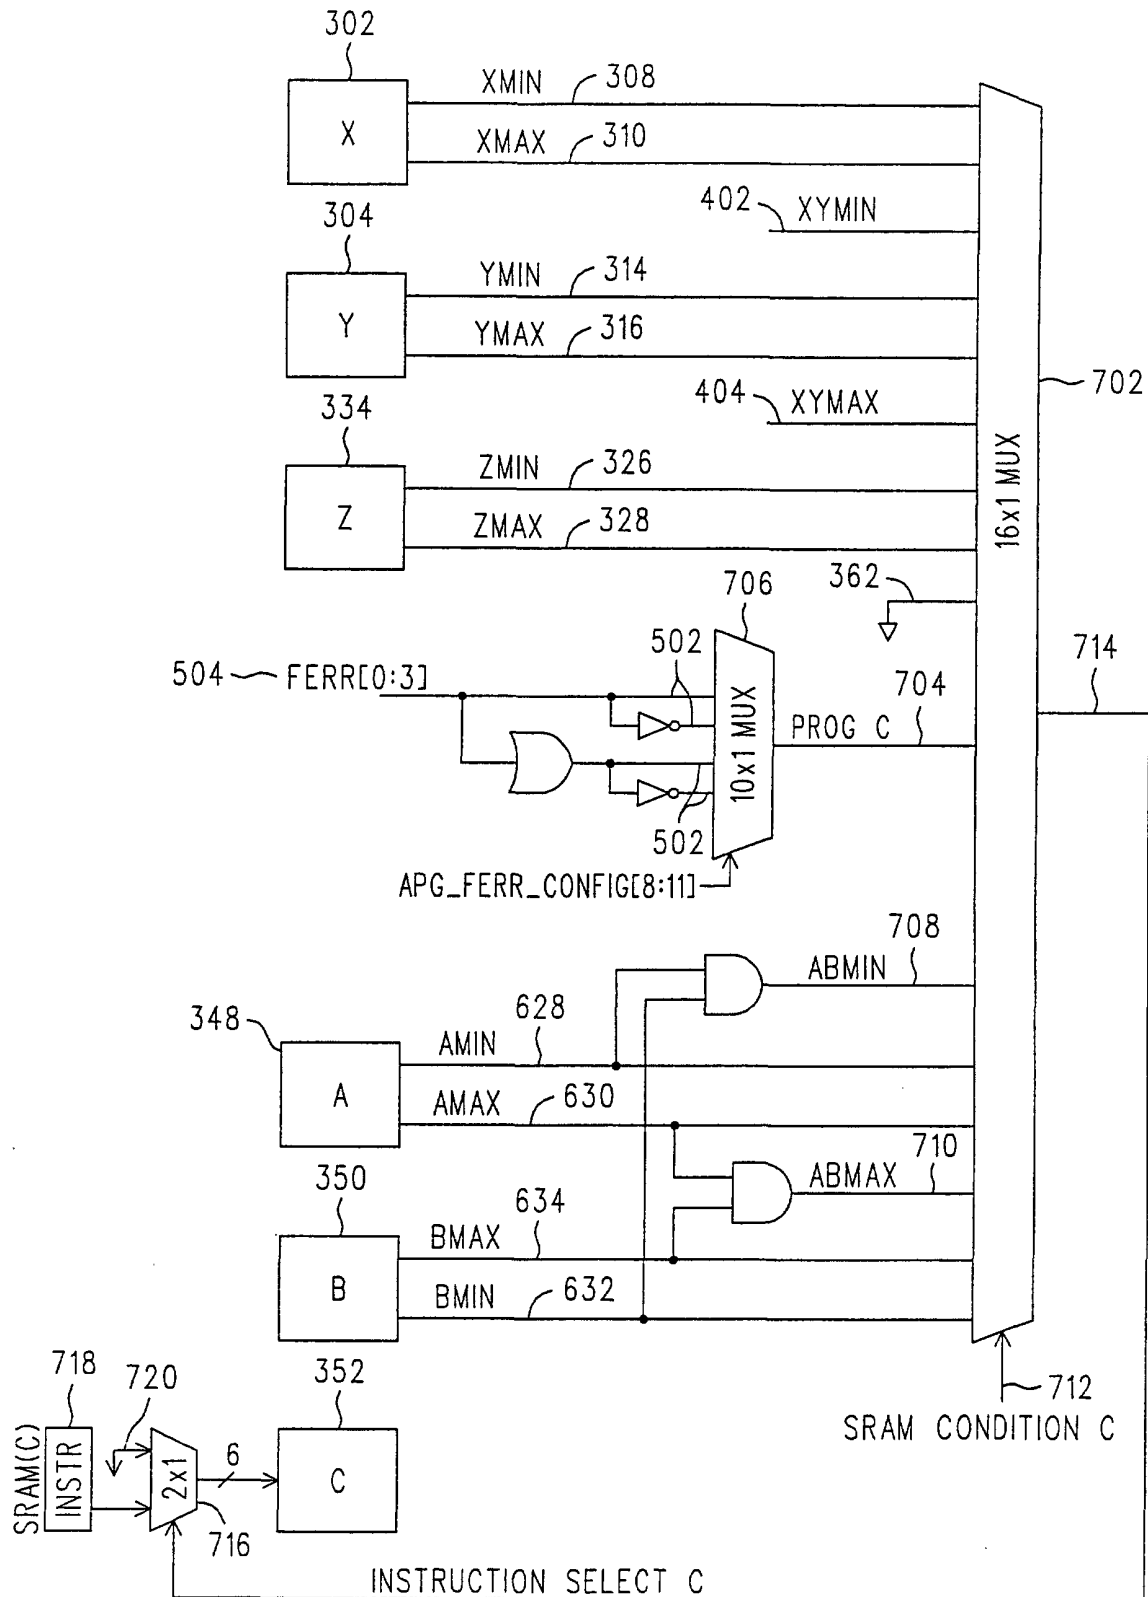 302
XMIN 308
X
XMAX 310
402 XYMIN
304
YMIN 314
Y
YMAX 316
702
404 XYMAX
334
ZMIN 326
Z
ZMAX 328
16x1 MUX
362
706
504 FERR[0:3]
502
714
10x1 MUX
PROG C 704
502
APG_FERR_CONFIG[8:11]
708
ABMIN
348
AMIN 628
A
AMAX 630
710
ABMAX
350
BMAX 634
B
BMIN 632
718
720
352
712
SRAM CONDITION C
SRAM(C)
INSTR
2x1
6
C
716
INSTRUCTION SELECT C